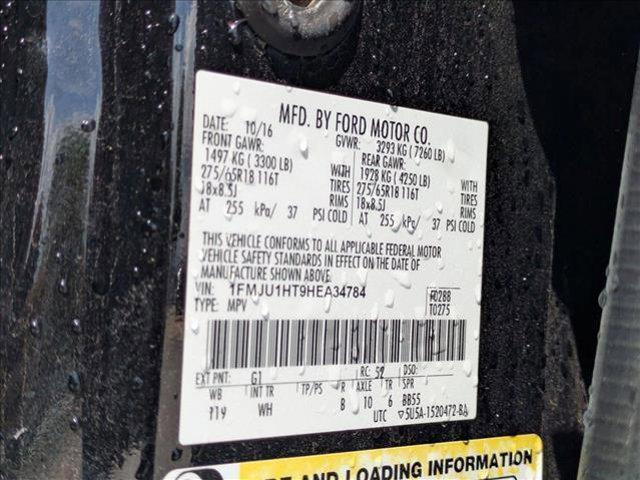 MFD. BY FORD MOTOR CO.
DATE: 10/16 GVWR: 3293 KG ( 7260 LB)
FRONT GAWR: REAR GAWR:
1497 KG ( 3300 LB) WITH 1928 KG ( 4250 LB) WITH
275/65R18 116T TIRES 275/65R18 116T TIRES
18x8.5J RIMS 18x8.5J RIMS
AT 255 kPa/ 37 PSI COLD AT 255 kPa/ 37 PSI COLD
THIS VEHICLE CONFORMS TO ALL APPLICABLE FEDERAL MOTOR
VEHICLE SAFETY STANDARDS IN EFFECT ON THE DATE OF
MANUFACTURE SHOWN ABOVE.
VIN: 1FMJU1HT9HEA34784 F0288
TYPE: MPV T0275
EXT PNT: G1 RC: 52 DSO:
WB INT TR TP/PS R AXLE TR SPR
119 WH B 10 6 BB55
UTC ▽5U5A-1520472-BA
AND LOADING INFORMATION